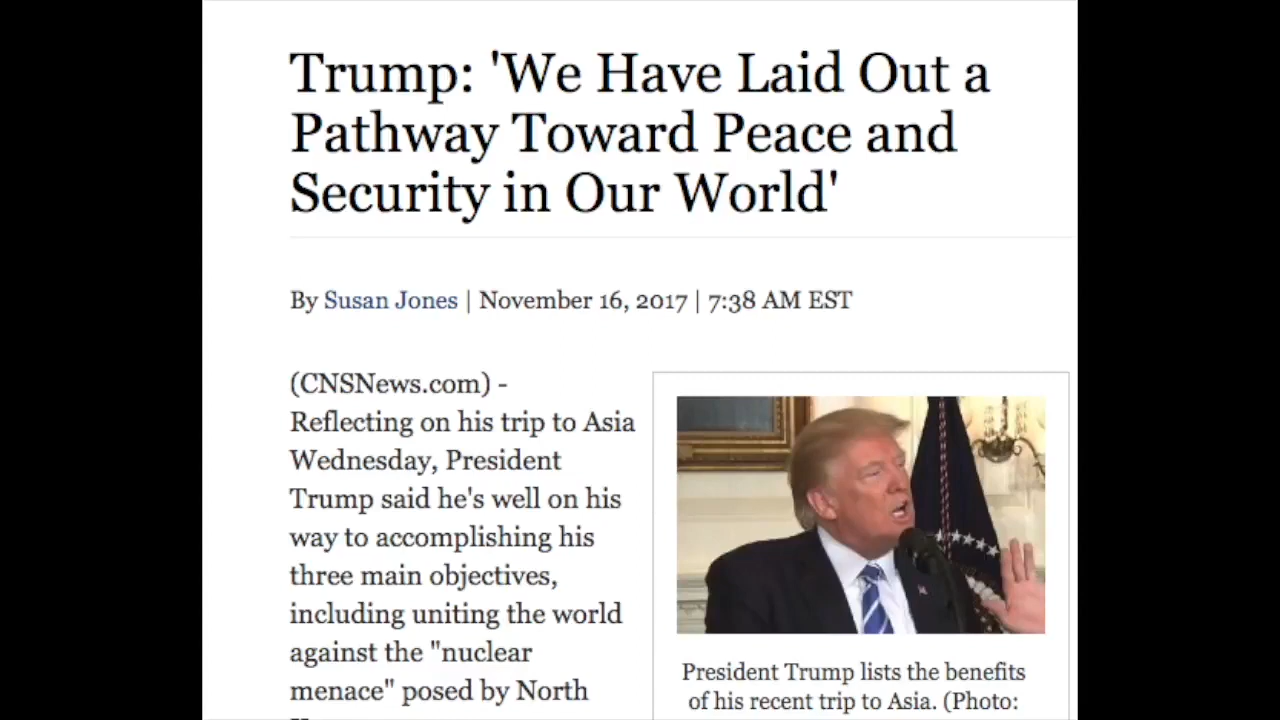 Trump: 'We Have Laid Out a
Pathway Toward Peace and
Security in Our World'
By Susan Jones | November 16, 2017 | 7:38 AM EST
(CNSNews.com) -
Reflecting on his trip to Asia
Wednesday, President
Trump said he's well on his
way to accomplishing his
three main objectives,
including uniting the world
against the "nuclear
menace" posed by North
President Trump lists the benefits
of his recent trip to Asia. (Photo: